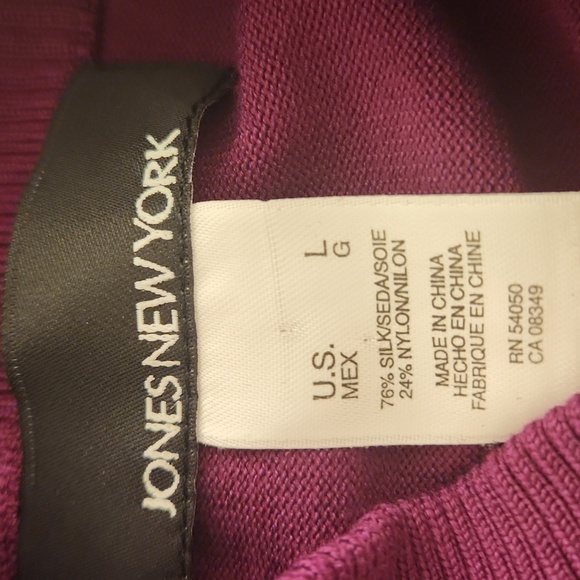 JONES NEW YORK
U.S. L
MEX G
76% SILK/SEDA/SOIE
24% NYLON/NILON
MADE IN CHINA
HECHO EN CHINA
FABRIQUE EN CHINE
RN 54050
CA 08349